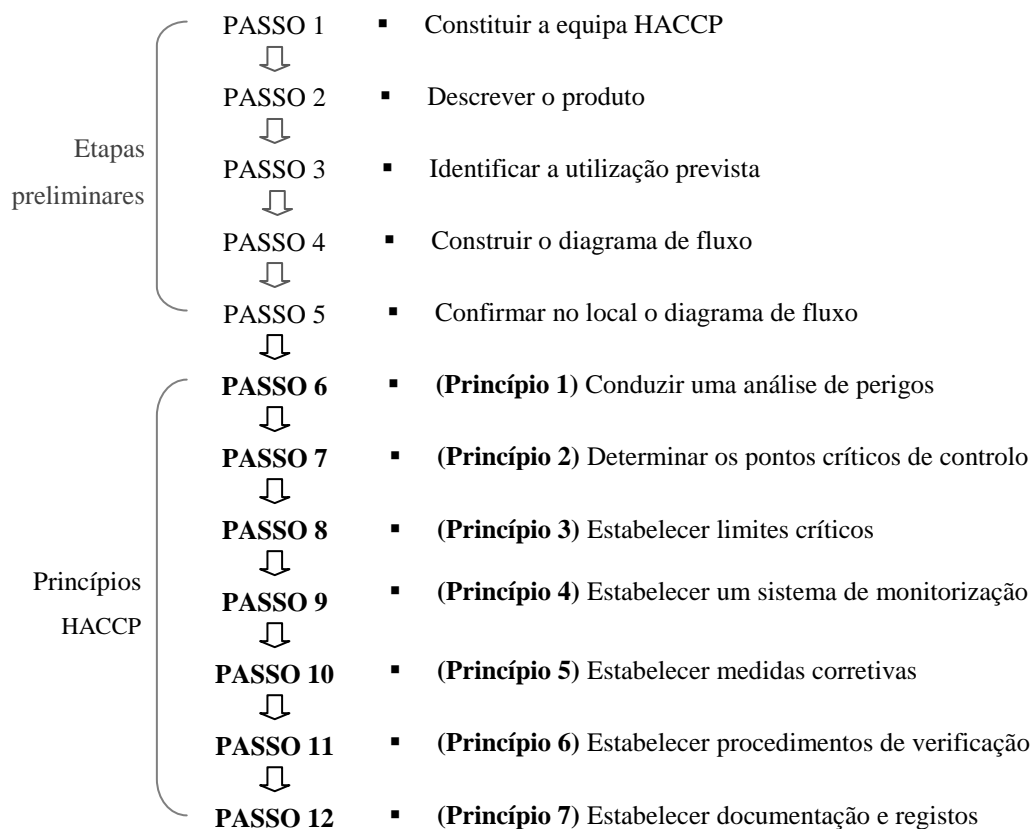 PASSO 1 ▪ Constituir a equipa HACCP
PASSO 2 ▪ Descrever o produto
Etapas
preliminares
PASSO 3 ▪ Identificar a utilização prevista
PASSO 4 ▪ Construir o diagrama de fluxo
PASSO 5 ▪ Confirmar no local o diagrama de fluxo
PASSO 6 ▪ (Princípio 1) Conduzir uma análise de perigos
PASSO 7 ▪ (Princípio 2) Determinar os pontos críticos de controlo
PASSO 8 ▪ (Princípio 3) Estabelecer limites críticos
Princípios
HACCP
PASSO 9 ▪ (Princípio 4) Estabelecer um sistema de monitorização
PASSO 10 ▪ (Princípio 5) Estabelecer medidas corretivas
PASSO 11 ▪ (Princípio 6) Estabelecer procedimentos de verificação
PASSO 12 ▪ (Princípio 7) Estabelecer documentação e registos